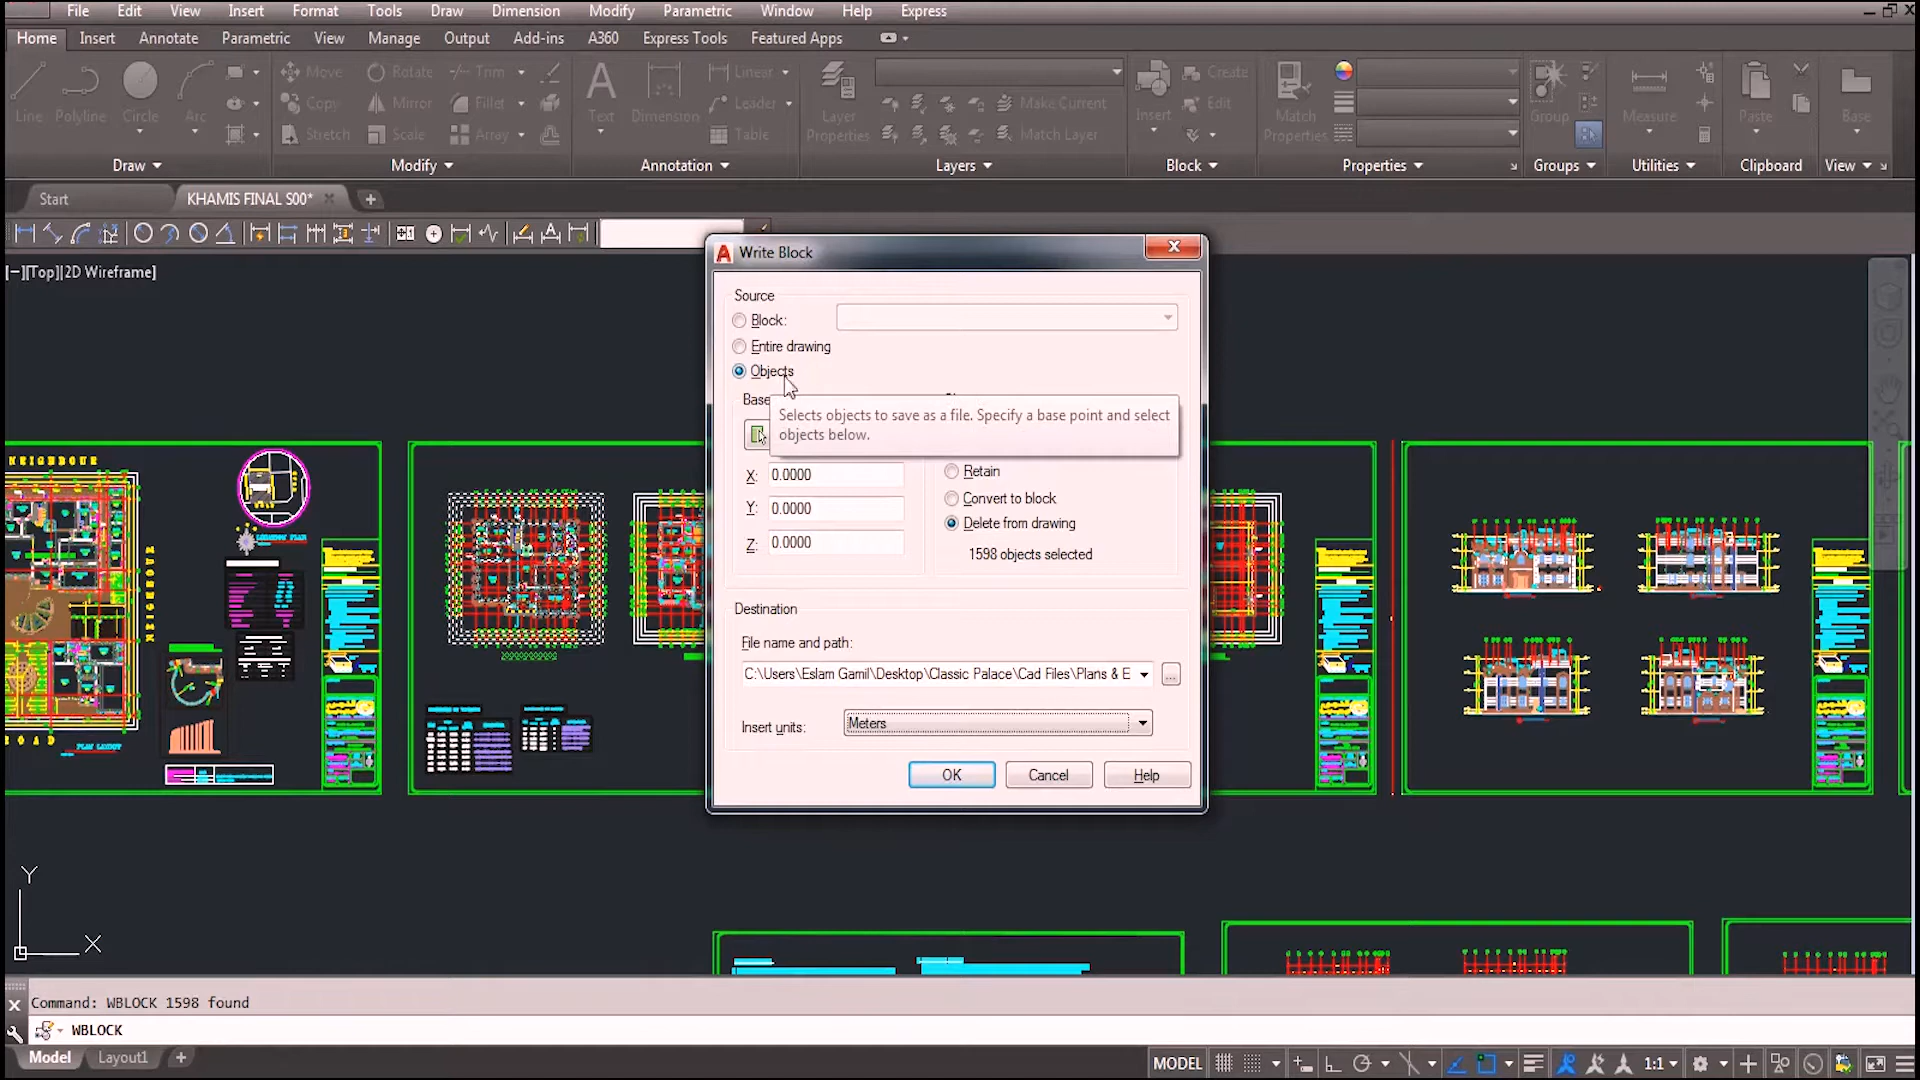 File Edit View Insert Format Tools Draw Dimension Modify Parametric Window Help Express
Home Insert Annotate Parametric View Manage Output Add-ins A360 Express Tools Featured Apps
Move Rotate Trim Linear Create
Copy Mirror Fillet Leader Make Current Edit
Line Polyline Circle Arc Text Dimension Layer Properties Insert Match Properties Group Measure Paste Base
Stretch Scale Array Table Match Layer
Draw Modify Annotation Layers Block Properties Groups Utilities Clipboard View
Start KHAMIS FINAL S00*
[−][Top][2D Wireframe]
Write Block
Source
Block:
Entire drawing
Objects
Base
Selects objects to save as a file. Specify a base point and select
objects below.
X: 0.0000
Retain
Y: 0.0000
Convert to block
Delete from drawing
Z: 0.0000
1598 objects selected
Destination
File name and path:
C:\Users\Eslam Gamil\Desktop\Classic Palace\Cad Files\Plans & E
...
Insert units: Meters
OK Cancel Help
NEIGHBOUR
NEIGHBOUR
ROAD
Y
X
Command: WBLOCK 1598 found
WBLOCK
Model Layout1 +
MODEL 1:1